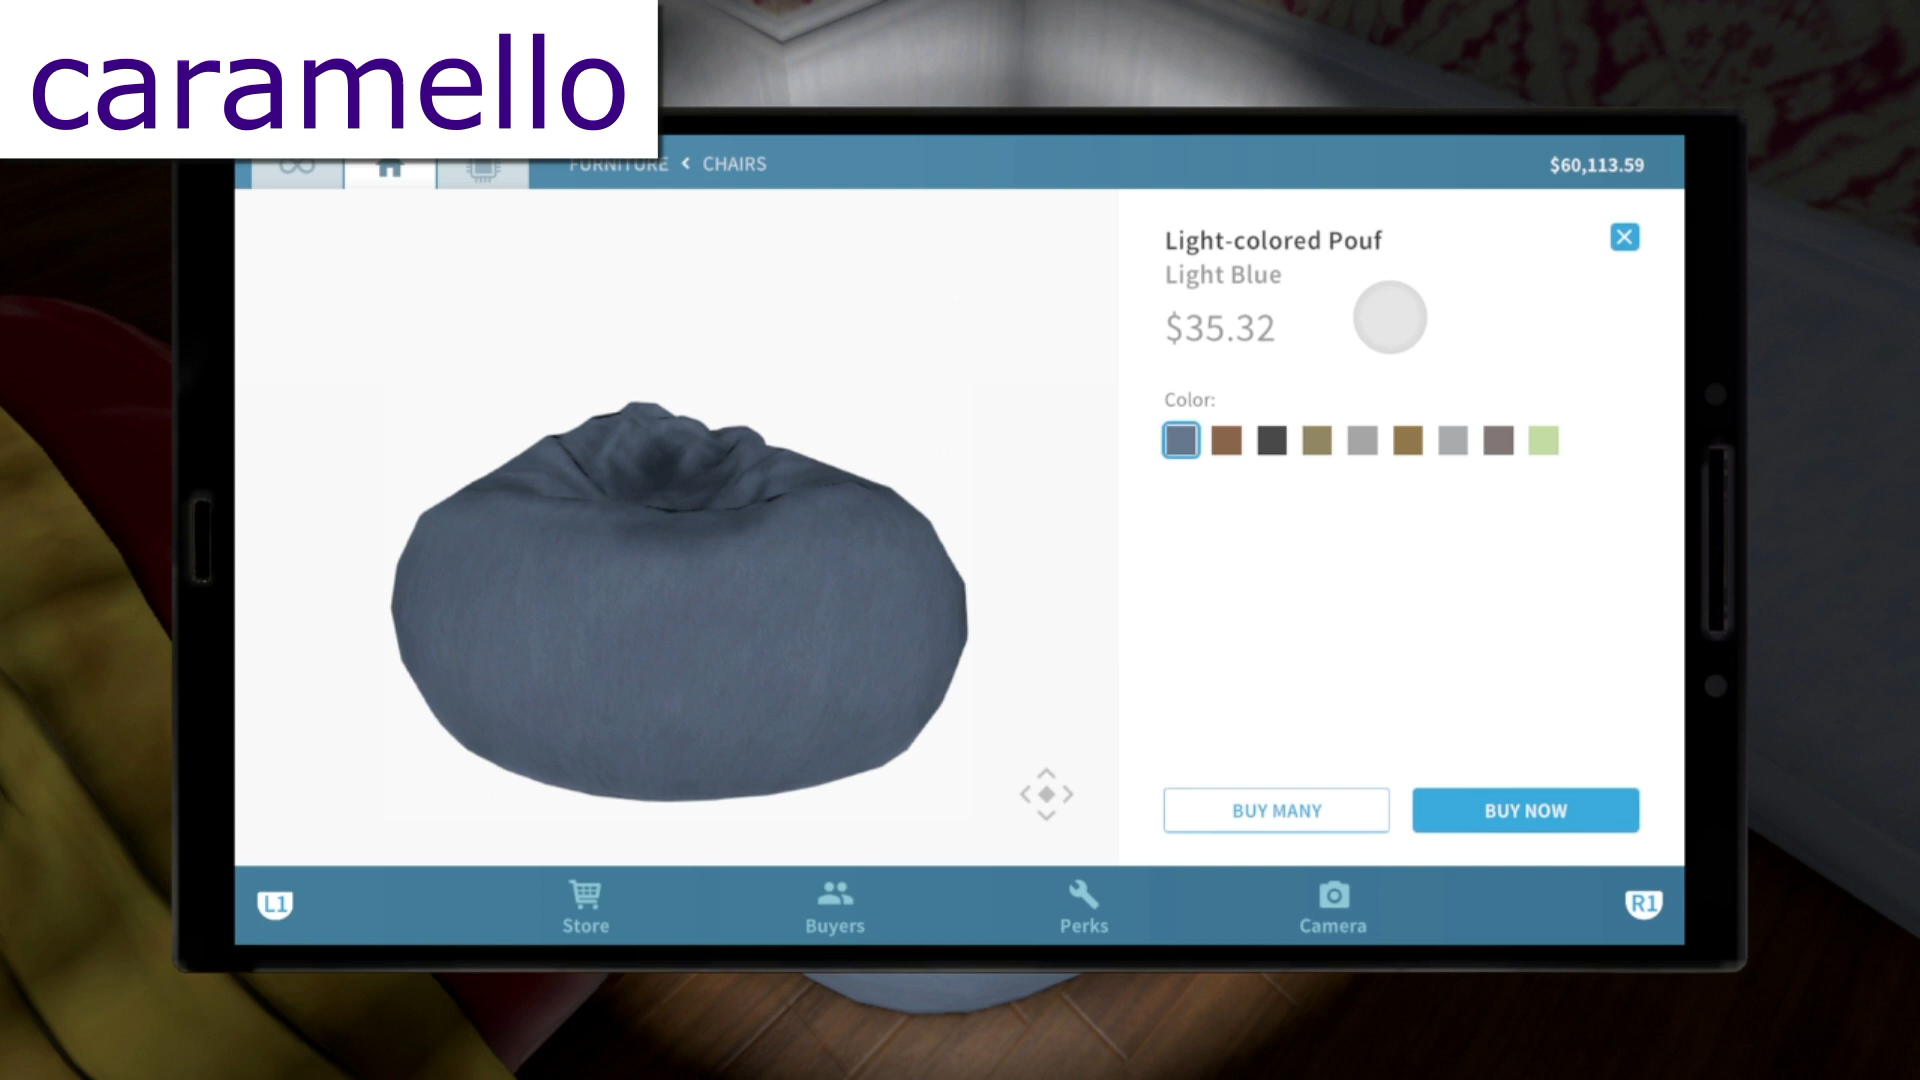 caramello
FURNITURE < CHAIRS
$60,113.59
Light-colored Pouf
Light Blue
$35.32
Color:
BUY MANY
BUY NOW
L1
Store
Buyers
Perks
Camera
R1